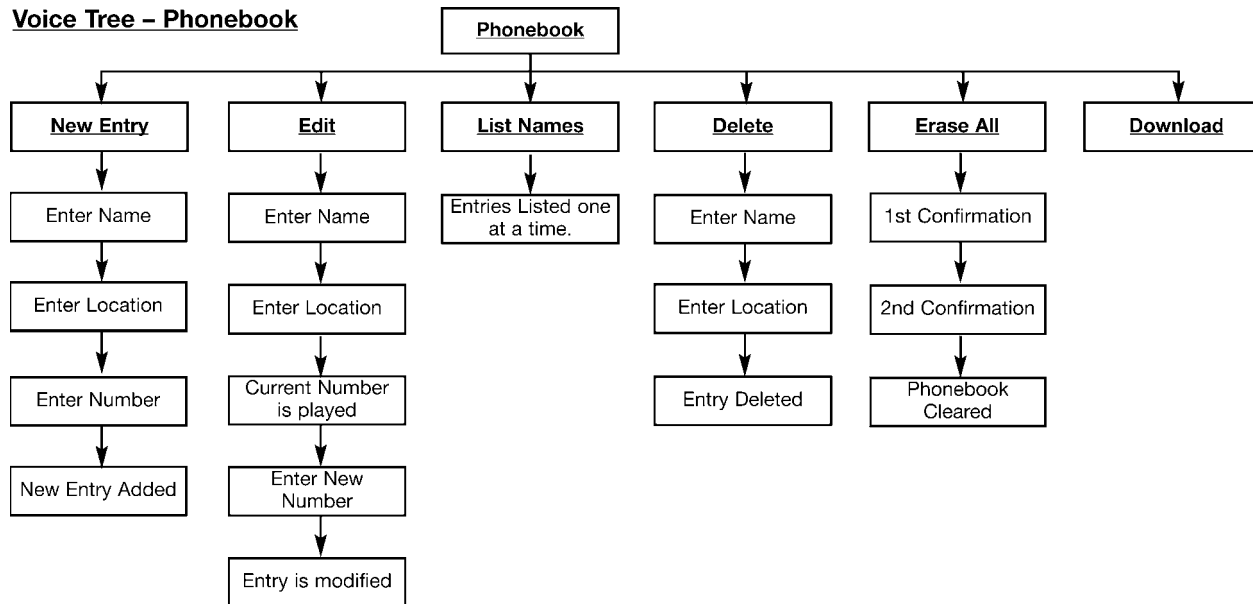 Voice Tree – Phonebook
Phonebook
New Entry
Edit
List Names
Delete
Erase All
Download
Enter Name
Enter Name
Entries Listed one
at a time.
Enter Name
1st Confirmation
Enter Location
Enter Location
Enter Location
2nd Confirmation
Enter Number
Current Number
is played
Entry Deleted
Phonebook
Cleared
New Entry Added
Enter New
Number
Entry is modified